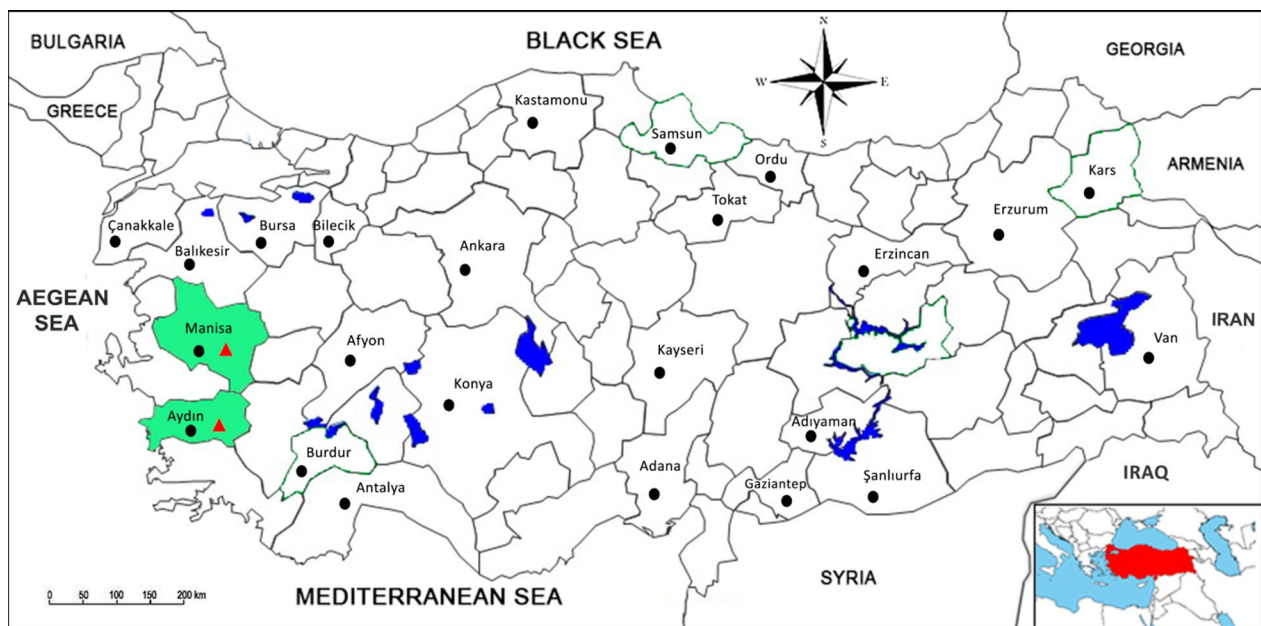 BULGARIA
BLACK SEA
N
GEORGIA
W
E
S
GREECE
Kastamonu
Samsun
Ordu
Kars
ARMENIA
Tokat
Erzurum
Çanakkale
Bursa
Bilecik
Balıkesir
Ankara
Erzincan
AEGEAN
SEA
Manisa
Afyon
Kayseri
Van
IRAN
Konya
Aydın
Adıyaman
Burdur
Antalya
Adana
Gaziantep
Şanlıurfa
IRAQ
SYRIA
MEDITERRANEAN SEA
0 50 100 200 km